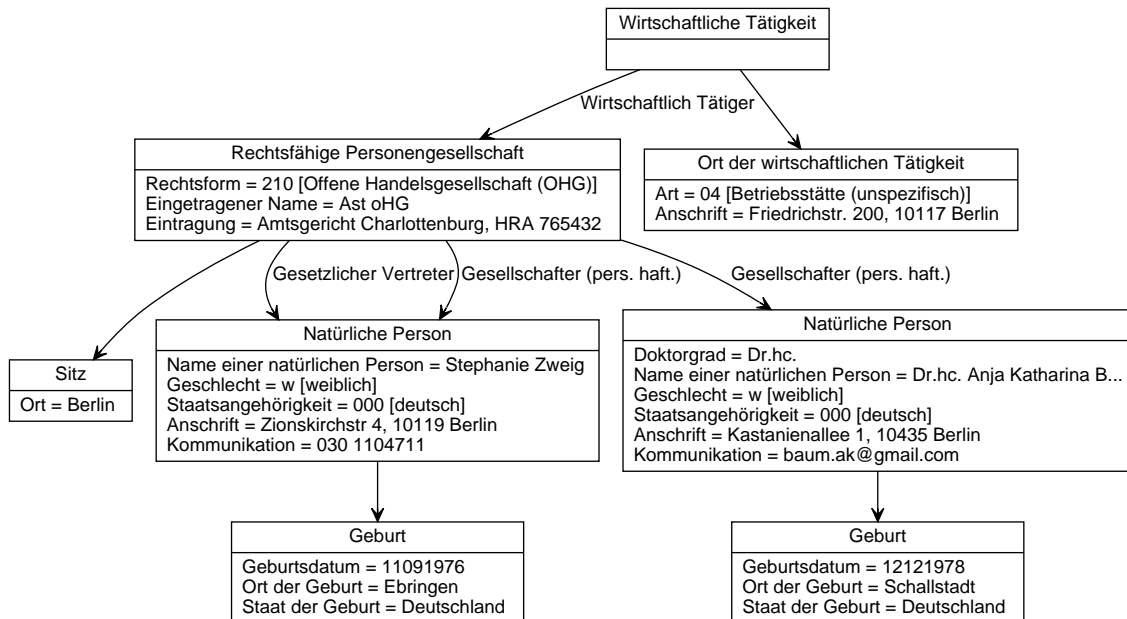 Wirtschaftliche Tätigkeit
Wirtschaftlich Tätiger
Rechtsfähige Personengesellschaft
Rechtsform = 210 [Offene Handelsgesellschaft (OHG)]
Eingetragener Name = Ast oHG
Eintragung = Amtsgericht Charlottenburg, HRA 765432
Ort der wirtschaftlichen Tätigkeit
Art = 04 [Betriebsstätte (unspezifisch)]
Anschrift = Friedrichstr. 200, 10117 Berlin
Gesetzlicher Vertreter
Gesellschafter (pers. haft.)
Gesellschafter (pers. haft.)
Sitz
Ort = Berlin
Natürliche Person
Name einer natürlichen Person = Stephanie Zweig
Geschlecht = w [weiblich]
Staatsangehörigkeit = 000 [deutsch]
Anschrift = Zionskirchstr 4, 10119 Berlin
Kommunikation = 030 1104711
Natürliche Person
Doktorgrad = Dr.hc.
Name einer natürlichen Person = Dr.hc. Anja Katharina B...
Geschlecht = w [weiblich]
Staatsangehörigkeit = 000 [deutsch]
Anschrift = Kastanienallee 1, 10435 Berlin
Kommunikation = baum.ak@gmail.com
Geburt
Geburtsdatum = 11091976
Ort der Geburt = Ebringen
Staat der Geburt = Deutschland
Geburt
Geburtsdatum = 12121978
Ort der Geburt = Schallstadt
Staat der Geburt = Deutschland